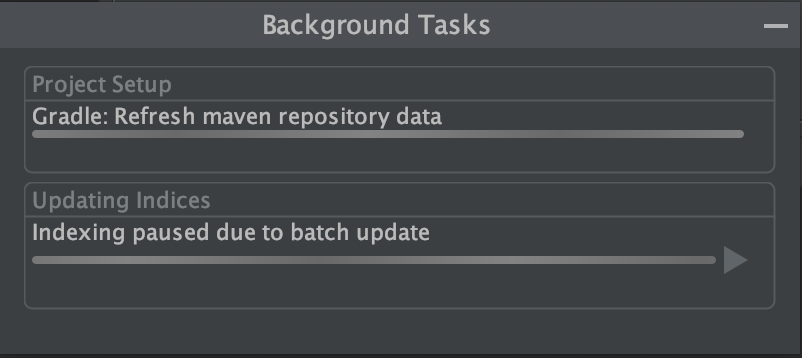 Background Tasks
Project Setup
Gradle: Refresh maven repository data
Updating Indices
Indexing paused due to batch update